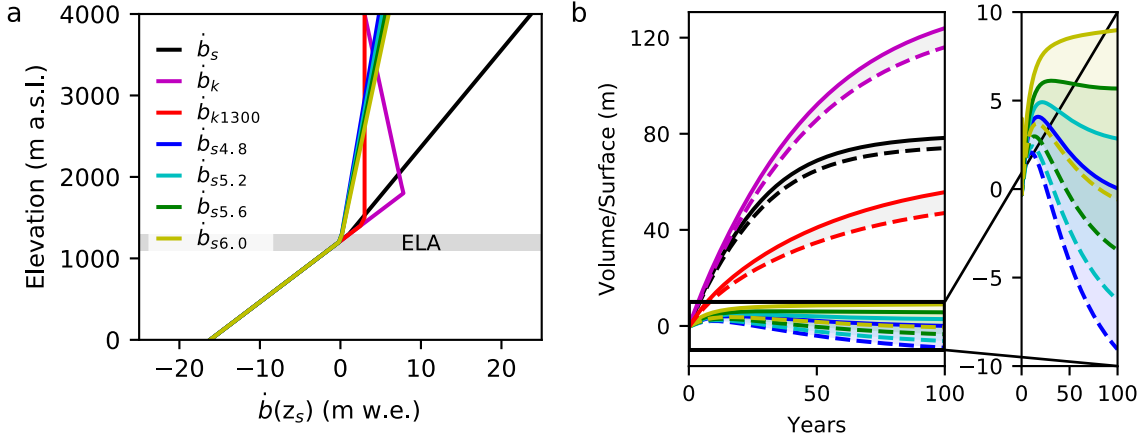 a
Elevation (m a.s.l.)
4000
3000
2000
1000
0
ḃs
ḃk
ḃk1300
ḃs4.8
ḃs5.2
ḃs5.6
ḃs6.0
ELA
−20 −10 0 10 20
ḃ(zs) (m w.e.)
b
Volume/Surface (m)
120
80
40
0
0 50 100
Years
10
5
0
−5
−10
0 50 100